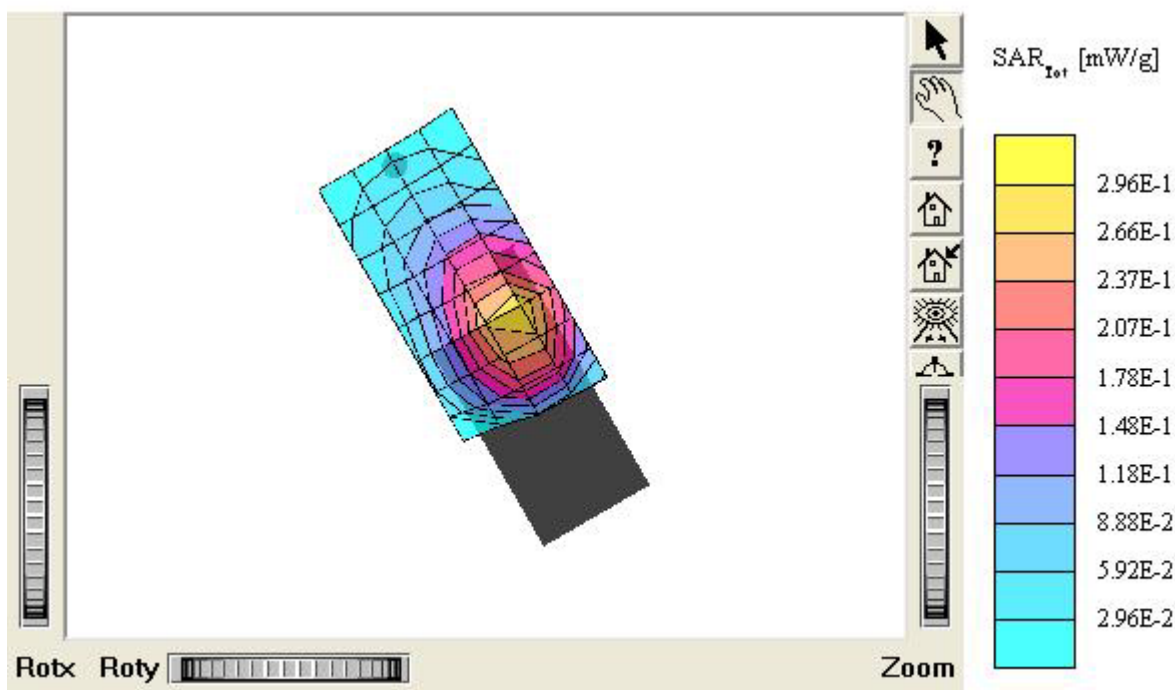 SAR_Tot [mW/g]
?
2.96E-1
2.66E-1
2.37E-1
2.07E-1
1.78E-1
1.48E-1
1.18E-1
8.88E-2
5.92E-2
2.96E-2
Rotx Roty Zoom